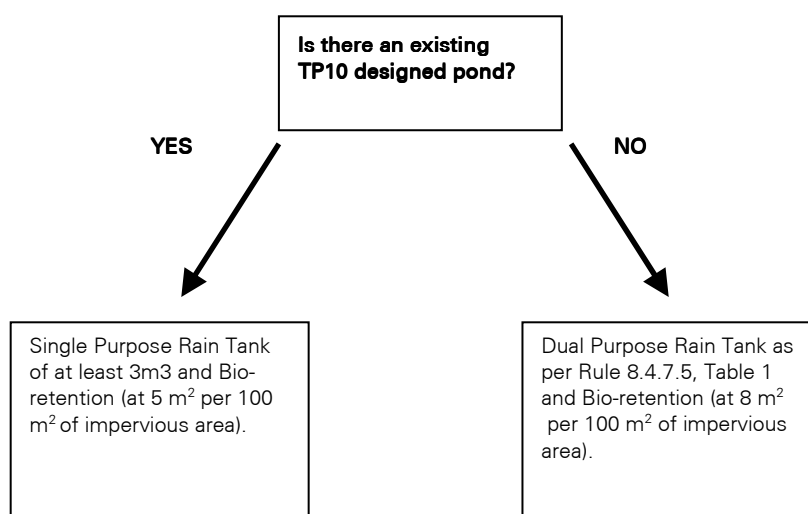 Is there an existing
TP10 designed pond?
YES
NO
Single Purpose Rain Tank
of at least 3m3 and Bio-
retention (at 5 m² per 100
m² of impervious area).
Dual Purpose Rain Tank as
per Rule 8.4.7.5, Table 1
and Bio-retention (at 8 m²
per 100 m² of impervious
area).